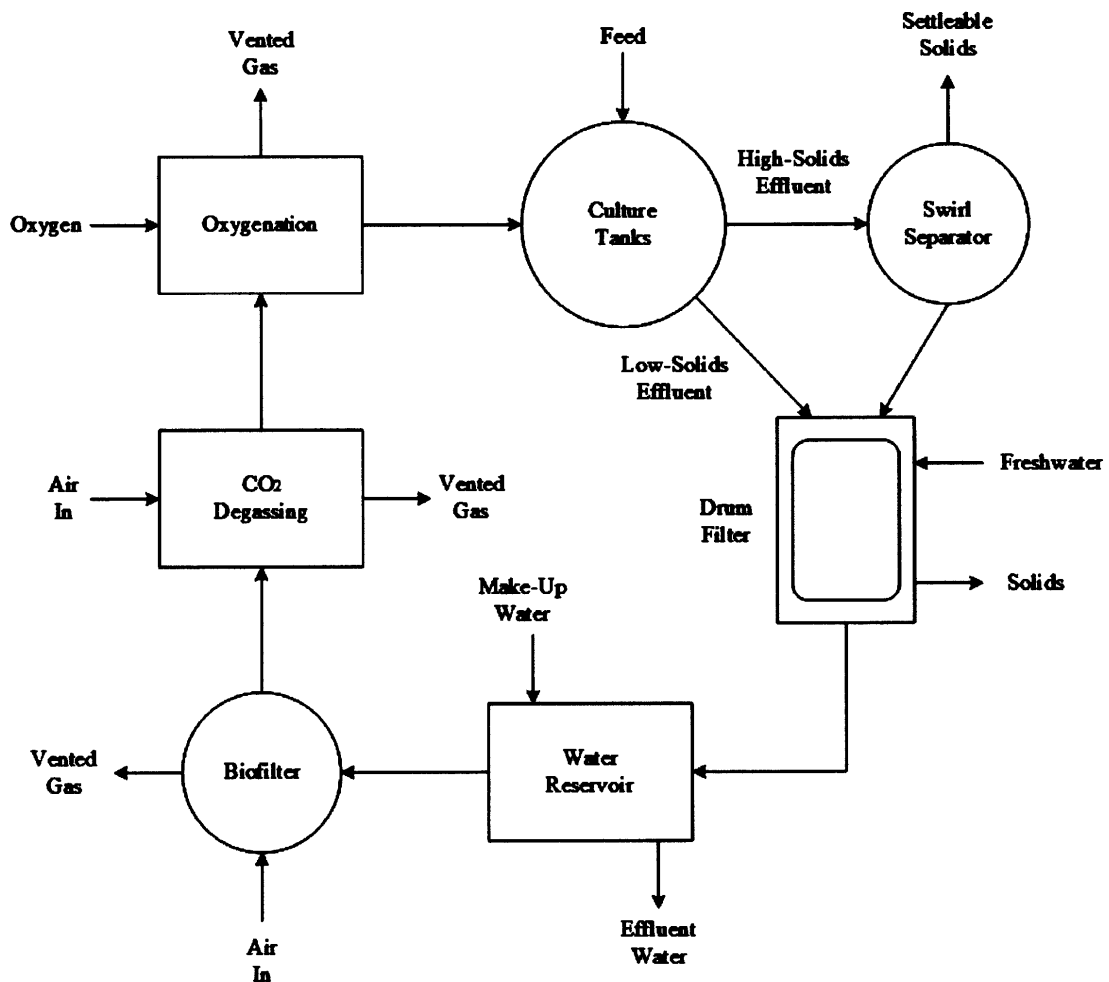 Vented
Gas
Feed
Settleable
Solids
Oxygen
Oxygenation
Culture
Tanks
High-Solids
Effluent
Swirl
Separator
Low-Solids
Effluent
Air
In
CO₂
Degassing
Vented
Gas
Drum
Filter
Freshwater
Solids
Make-Up
Water
Vented
Gas
Biofilter
Water
Reservoir
Air
In
Effluent
Water